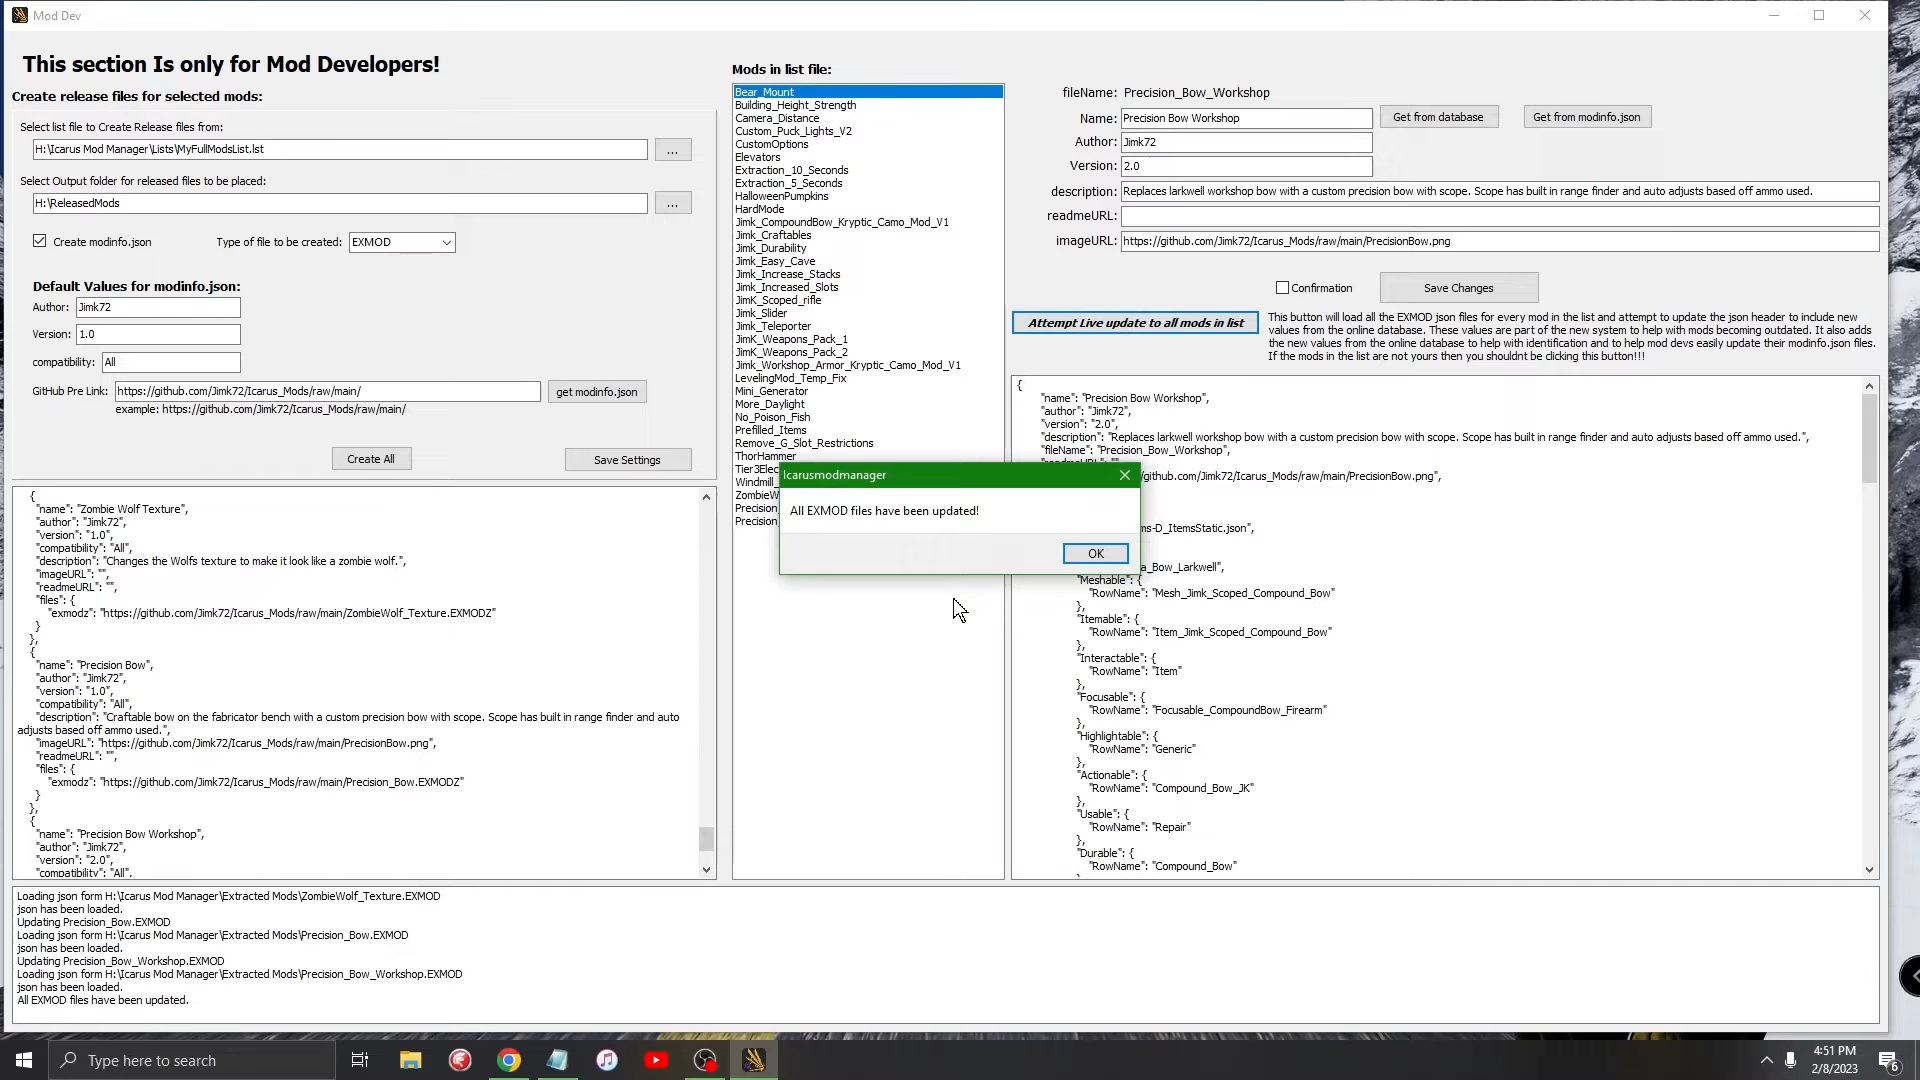 Mod Dev
This section Is only for Mod Developers!
Create release files for selected mods:
Select list file to Create Release files from:
H:\Icarus Mod Manager\Lists\MyFullModsList.lst
...
Select Output folder for released files to be placed:
H:\ReleasedMods
...
Create modinfo.json
Type of file to be created:
EXMOD
Default Values for modinfo.json:
Author:
Jimk72
Version:
1.0
compatibility:
All
GitHub Pre Link:
https://github.com/Jimk72/Icarus_Mods/raw/main/
get modinfo.json
example: https://github.com/Jimk72/Icarus_Mods/raw/main/
Create All
Save Settings
{
"name": "Zombie Wolf Texture",
"author": "Jimk72",
"version": "1.0",
"compatibility": "All",
"description": "Changes the Wolfs texture to make it look like a zombie wolf.",
"imageURL": "",
"readmeURL": "",
"files": {
"exmodz": "https://github.com/Jimk72/Icarus_Mods/raw/main/ZombieWolf_Texture.EXMODZ"
}
},
{
"name": "Precision Bow",
"author": "Jimk72",
"version": "1.0",
"compatibility": "All",
"description": "Craftable bow on the fabricator bench with a custom precision bow with scope. Scope has built in range finder and auto
adjusts based off ammo used.",
"imageURL": "https://github.com/Jimk72/Icarus_Mods/raw/main/PrecisionBow.png",
"readmeURL": "",
"files": {
"exmodz": "https://github.com/Jimk72/Icarus_Mods/raw/main/Precision_Bow.EXMODZ"
}
},
{
"name": "Precision Bow Workshop",
"author": "Jimk72",
"version": "2.0",
"compatibility": "All",
Mods in list file:
Bear_Mount
Building_Height_Strength
Camera_Distance
Custom_Puck_Lights_V2
CustomOptions
Elevators
Extraction_10_Seconds
Extraction_5_Seconds
HalloweenPumpkins
HardMode
Jimk_CompoundBow_Kryptic_Camo_Mod_V1
Jimk_Craftables
Jimk_Durability
Jimk_Easy_Cave
Jimk_Increase_Stacks
Jimk_Increased_Slots
JimK_Scoped_rifle
Jimk_Slider
Jimk_Teleporter
JimK_Weapons_Pack_1
JimK_Weapons_Pack_2
Jimk_Workshop_Armor_Kryptic_Camo_Mod_V1
LevelingMod_Temp_Fix
Mini_Generator
More_Daylight
No_Poison_Fish
Prefilled_Items
Remove_G_Slot_Restrictions
ThorHammer
Tier3Elec
Windmill_
ZombieW
Precision_
Precision_
Icarusmodmanager
All EXMOD files have been updated!
OK
fileName: Precision_Bow_Workshop
Name:
Precision Bow Workshop
Get from database
Get from modinfo.json
Author:
Jimk72
Version:
2.0
description:
Replaces larkwell workshop bow with a custom precision bow with scope. Scope has built in range finder and auto adjusts based off ammo used.
readmeURL:
imageURL:
https://github.com/Jimk72/Icarus_Mods/raw/main/PrecisionBow.png
Confirmation
Save Changes
Attempt Live update to all mods in list
This button will load all the EXMOD json files for every mod in the list and attempt to update the json header to include new
values from the online database. These values are part of the new system to help with mods becoming outdated. It also adds
the new values from the online database to help with identification and to help mod devs easily update their modinfo.json files.
If the mods in the list are not yours then you shouldnt be clicking this button!!!
{
"name": "Precision Bow Workshop",
"author": "Jimk72",
"version": "2.0",
"description": "Replaces larkwell workshop bow with a custom precision bow with scope. Scope has built in range finder and auto adjusts based off ammo used.",
"fileName": "Precision_Bow_Workshop",
/github.com/Jimk72/Icarus_Mods/raw/main/PrecisionBow.png",
ms-D_ItemsStatic.json",
a_Bow_Larkwell",
"Meshable": {
"RowName": "Mesh_Jimk_Scoped_Compound_Bow"
},
"Itemable": {
"RowName": "Item_Jimk_Scoped_Compound_Bow"
},
"Interactable": {
"RowName": "Item"
},
"Focusable": {
"RowName": "Focusable_CompoundBow_Firearm"
},
"Highlightable": {
"RowName": "Generic"
},
"Actionable": {
"RowName": "Compound_Bow_JK"
},
"Usable": {
"RowName": "Repair"
},
"Durable": {
"RowName": "Compound_Bow"
Loading json form H:\Icarus Mod Manager\Extracted Mods\ZombieWolf_Texture.EXMOD
json has been loaded.
Updating Precision_Bow.EXMOD
Loading json form H:\Icarus Mod Manager\Extracted Mods\Precision_Bow.EXMOD
json has been loaded.
Updating Precision_Bow_Workshop.EXMOD
Loading json form H:\Icarus Mod Manager\Extracted Mods\Precision_Bow_Workshop.EXMOD
json has been loaded.
All EXMOD files have been updated.
Type here to search
4:51 PM
2/8/2023
6